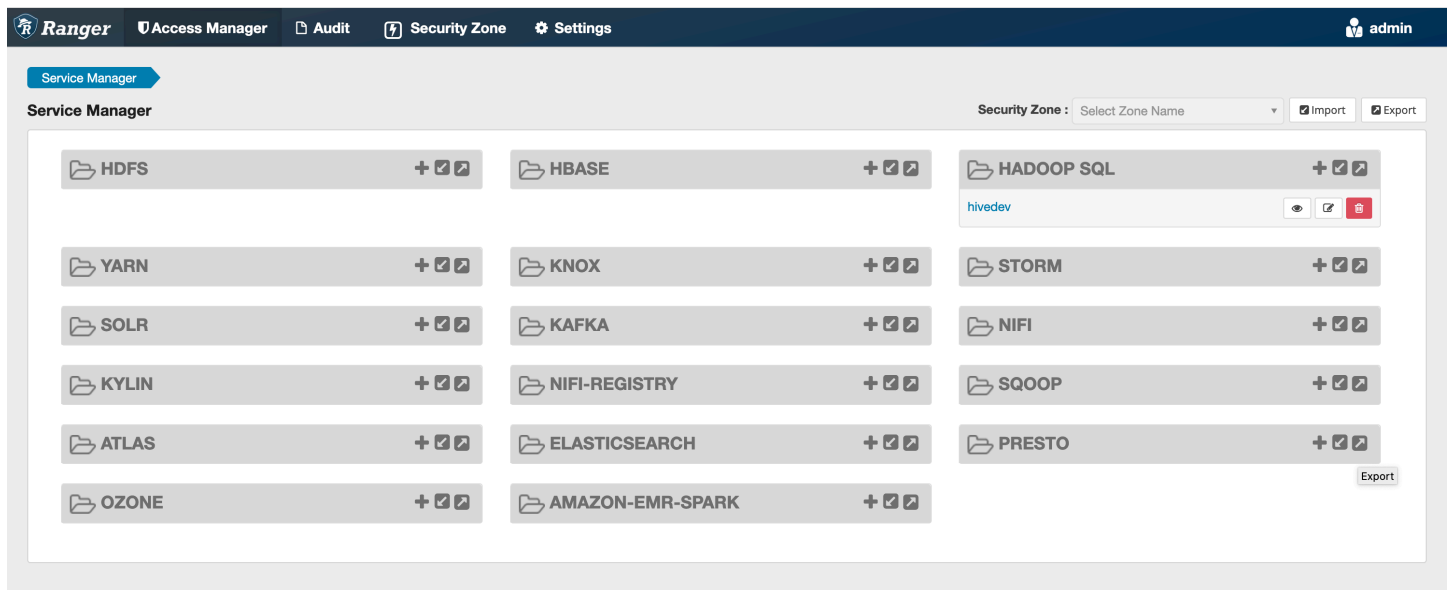 Ranger Access Manager Audit Security Zone Settings admin
Service Manager
Service Manager Security Zone : Select Zone Name Import Export
HDFS HBASE HADOOP SQL
hivedev
YARN KNOX STORM
SOLR KAFKA NIFI
KYLIN NIFI-REGISTRY SQOOP
ATLAS ELASTICSEARCH PRESTO
Export
OZONE AMAZON-EMR-SPARK